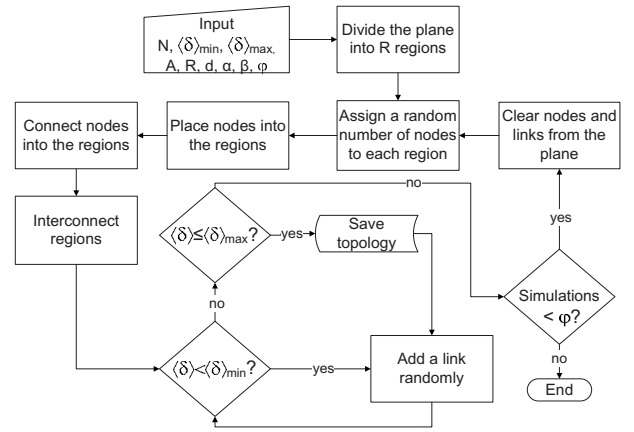 Input
N, ⟨δ⟩min, ⟨δ⟩max,
A, R, d, α, β, φ
Divide the plane
into R regions
Connect nodes
into the regions
Place nodes into
the regions
Assign a random
number of nodes
to each region
Clear nodes and
links from the
plane
Interconnect
regions
no
⟨δ⟩≤⟨δ⟩max?
yes
Save
topology
yes
Simulations
< φ?
no
⟨δ⟩<⟨δ⟩min?
yes
Add a link
randomly
no
End